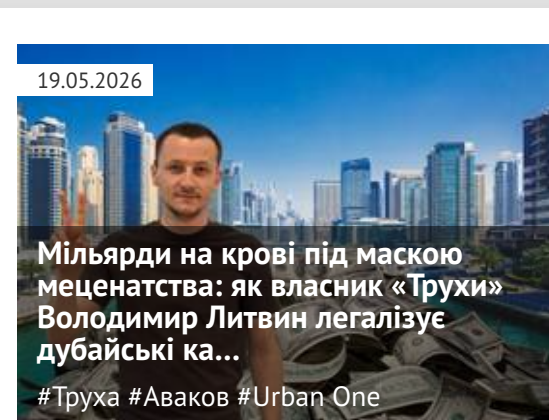 19.05.2026
Мільярди на крові під маскою
меценатства: як власник «Трухи»
Володимир Литвин легалізує
дубайські ка...
#Труха #Аваков #Urban One